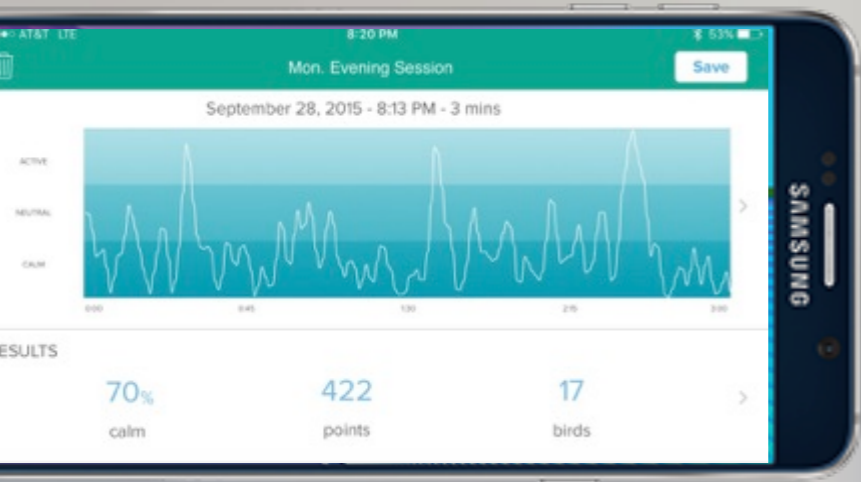 AT&T LTE 8:20 PM 53%
Mon. Evening Session
Save
September 28, 2015 - 8:13 PM - 3 mins
ACTIVE
NEUTRAL
CALM
0:00 0:45 1:30 2:15 3:00
ESULTS
70% 422 17
calm points birds
SAMSUNG